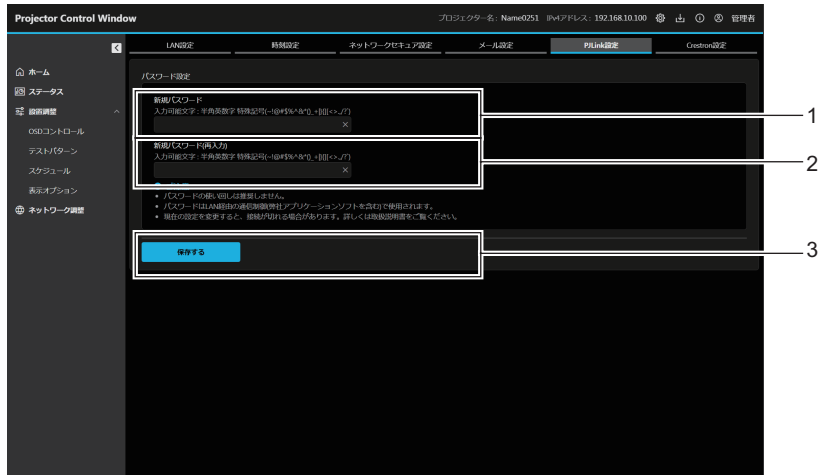 Projector Control Window
プロジェクター名: Name0251 IPv4アドレス: 192.168.10.100 管理者
LAN設定 時刻設定 ネットワークセキュア設定 メール設定 PJLink設定 Crestron設定
ホーム
ステータス
OSDコントロール
テストパターン
スケジュール
表示オプション
ネットワーク調整
パスワード設定
新規パスワード
入力可能文字 : 半角英数字 特殊記号
1
新規パスワード(再入力)
入力可能文字 : 半角英数字 特殊記号
2
• パスワードの使い回しは推奨しません。
• パスワードはLAN経由の通信制御(弊社アプリケーションソフトを含む)で使用されます。
• 現在の設定を変更すると、接続が切れる場合があります。詳しくは取扱説明書をご覧ください。
保存する
3